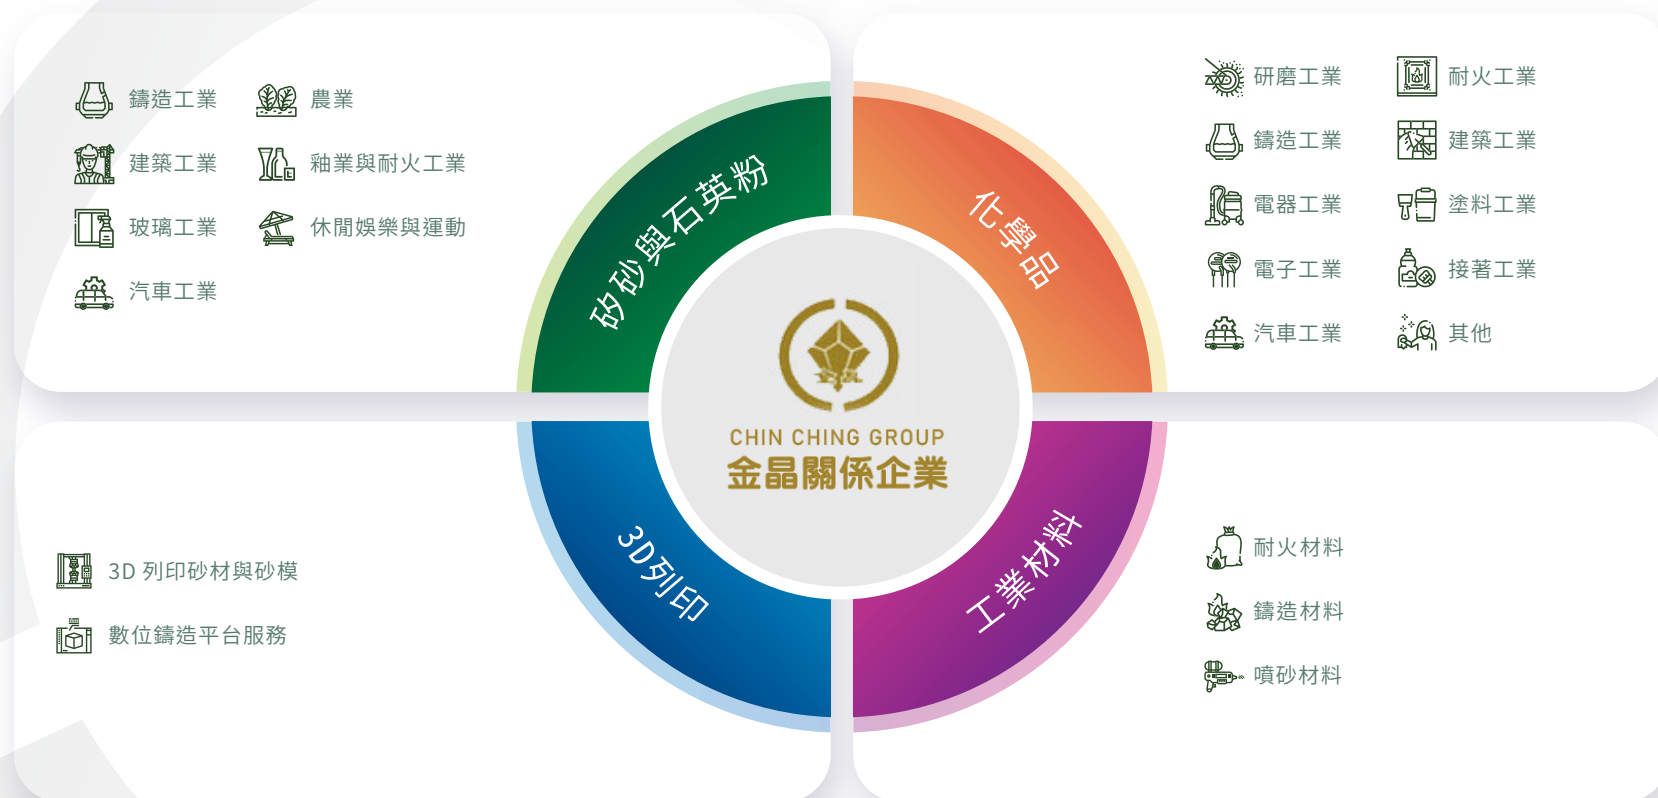 鑄造工業
農業
建築工業
釉業與耐火工業
玻璃工業
休閒娛樂與運動
汽車工業
矽砂與石英粉
化學品
研磨工業
耐火工業
鑄造工業
建築工業
電器工業
塗料工業
電子工業
接著工業
汽車工業
其他
CHIN CHING GROUP
金晶關係企業
3D 列印砂材與砂模
數位鑄造平台服務
3D列印
工業材料
耐火材料
鑄造材料
噴砂材料